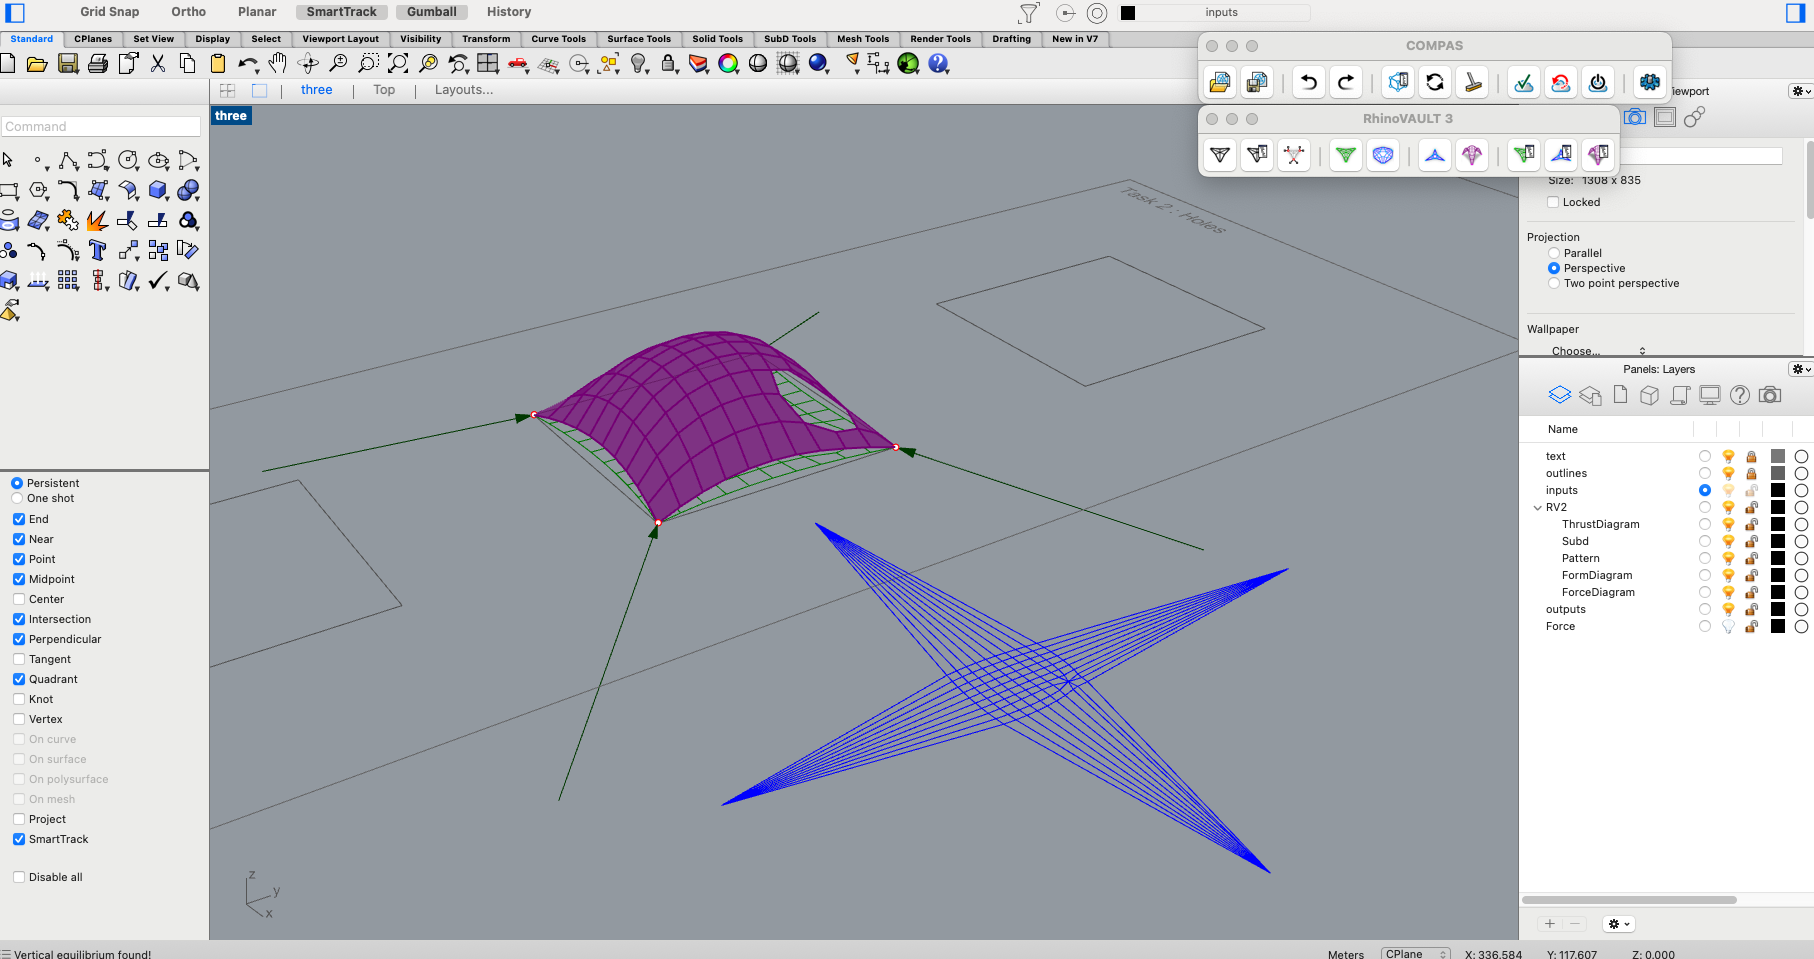 Grid Snap Ortho Planar SmartTrack Gumball History inputs
Standard CPlanes Set View Display Select Viewport Layout Visibility Transform Curve Tools Surface Tools Solid Tools SubD Tools Mesh Tools Render Tools Drafting New in V7
COMPAS
three Top Layouts...
ewport
three
RhinoVAULT 3
Command
Size: 1308 x 835
Locked
Task 2 : Holes
Projection
Parallel
Perspective
Two point perspective
Wallpaper
Choose...
Panels: Layers
Name
text
outlines
inputs
RV2
ThrustDiagram
Subd
Pattern
FormDiagram
ForceDiagram
outputs
Force
Persistent
One shot
End
Near
Point
Midpoint
Center
Intersection
Perpendicular
Tangent
Quadrant
Knot
Vertex
On curve
On surface
On polysurface
On mesh
Project
SmartTrack
Disable all
z
y
x
Vertical equilibrium found! Meters CPlane X: 336.584 Y: 117.607 Z: 0.000